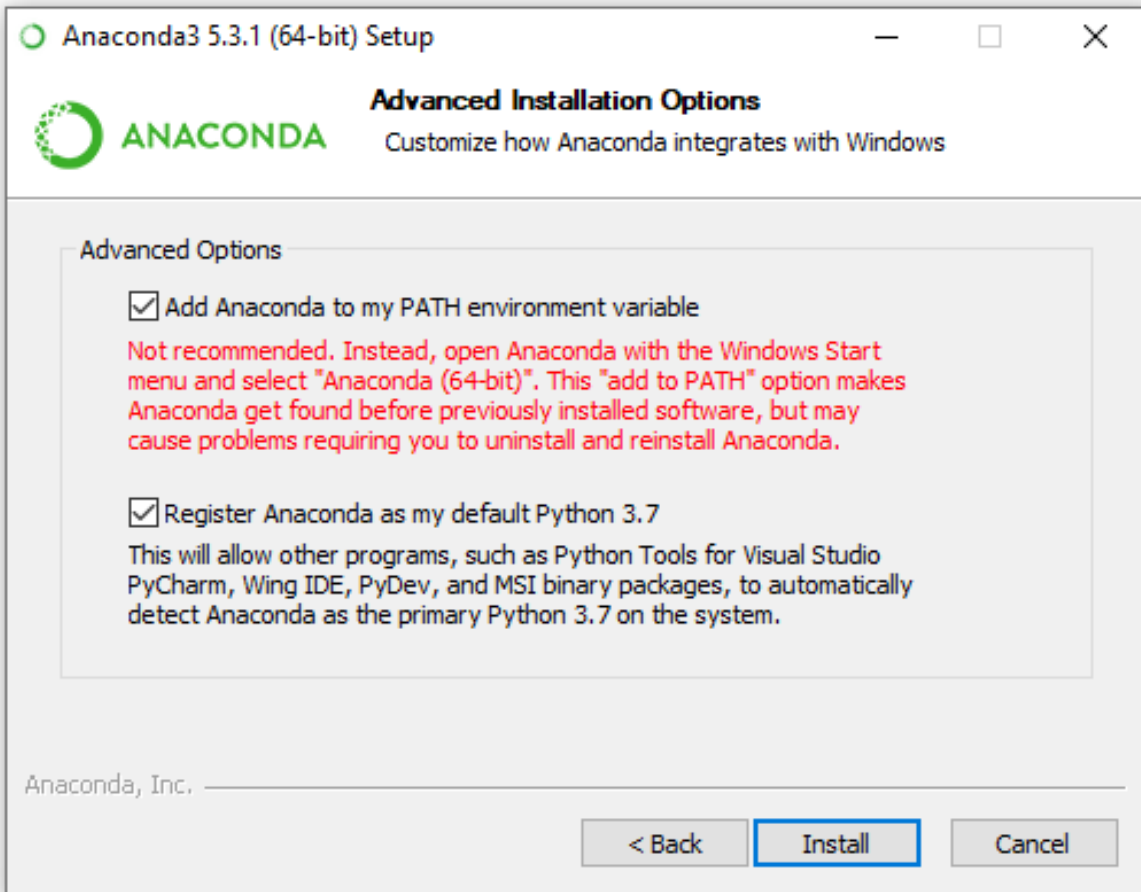 Anaconda3 5.3.1 (64-bit) Setup
Advanced Installation Options
ANACONDA
Customize how Anaconda integrates with Windows
Advanced Options
Add Anaconda to my PATH environment variable
Not recommended. Instead, open Anaconda with the Windows Start
menu and select "Anaconda (64-bit)". This "add to PATH" option makes
Anaconda get found before previously installed software, but may
cause problems requiring you to uninstall and reinstall Anaconda.
Register Anaconda as my default Python 3.7
This will allow other programs, such as Python Tools for Visual Studio
PyCharm, Wing IDE, PyDev, and MSI binary packages, to automatically
detect Anaconda as the primary Python 3.7 on the system.
Anaconda, Inc.
< Back
Install
Cancel